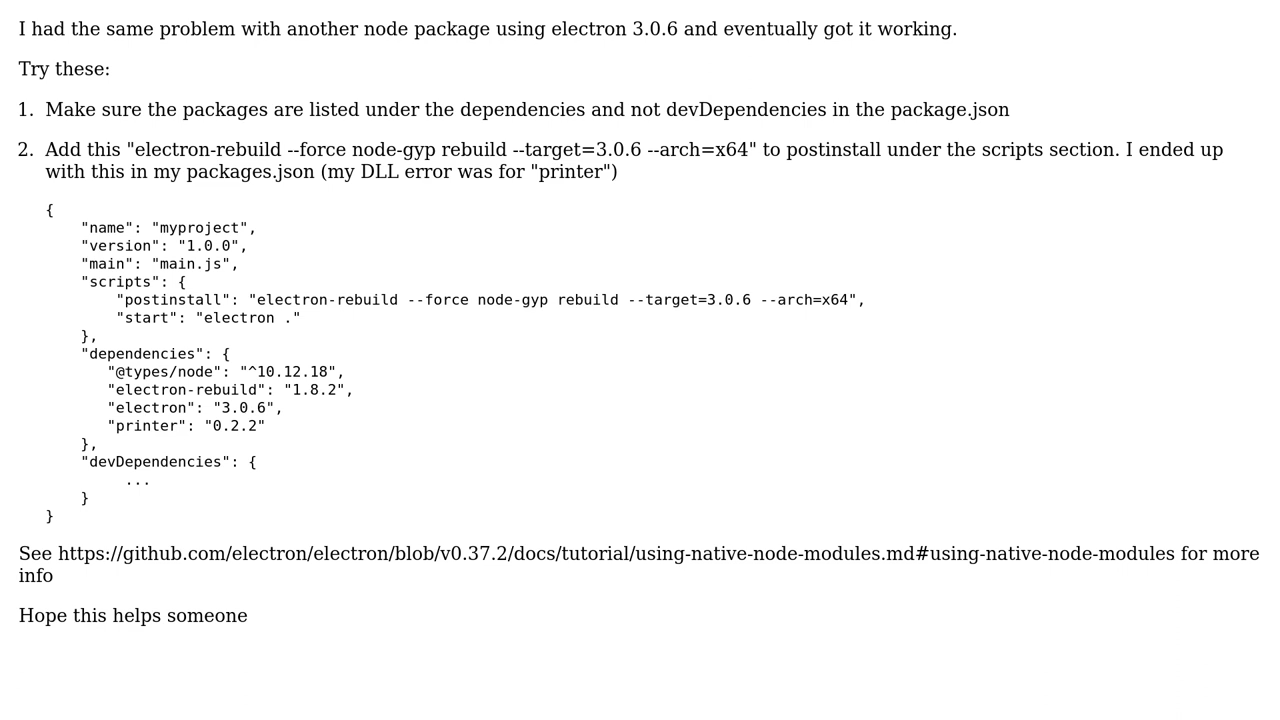 I had the same problem with another node package using electron 3.0.6 and eventually got it working.
Try these:
1. Make sure the packages are listed under the dependencies and not devDependencies in the package.json
2. Add this "electron-rebuild --force node-gyp rebuild --target=3.0.6 --arch=x64" to postinstall under the scripts section. I ended up
with this in my packages.json (my DLL error was for "printer")
{
    "name": "myproject",
    "version": "1.0.0",
    "main": "main.js",
    "scripts": {
        "postinstall": "electron-rebuild --force node-gyp rebuild --target=3.0.6 --arch=x64",
        "start": "electron ."
    },
    "dependencies": {
       "@types/node": "^10.12.18",
       "electron-rebuild": "1.8.2",
       "electron": "3.0.6",
       "printer": "0.2.2"
    },
    "devDependencies": {
         ...
    }
}
See https://github.com/electron/electron/blob/v0.37.2/docs/tutorial/using-native-node-modules.md#using-native-node-modules for more
info
Hope this helps someone